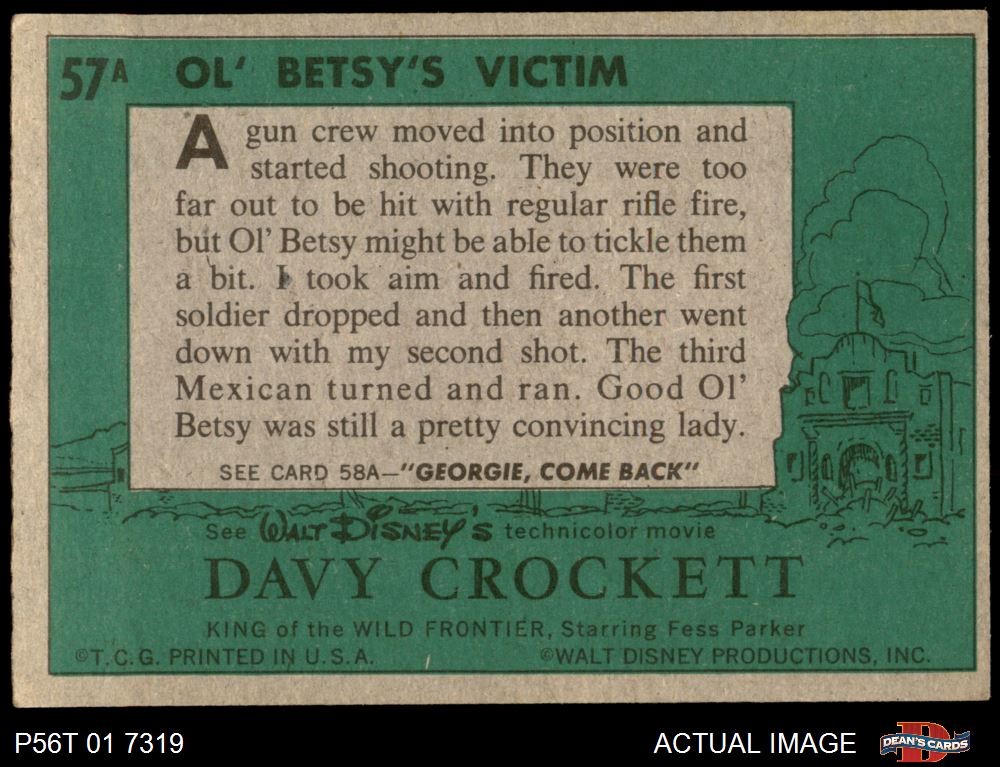 57A OL' BETSY'S VICTIM
A gun crew moved into position and
started shooting. They were too
far out to be hit with regular rifle fire,
but Ol' Betsy might be able to tickle them
a bit. I took aim and fired. The first
soldier dropped and then another went
down with my second shot. The third
Mexican turned and ran. Good Ol'
Betsy was still a pretty convincing lady.
SEE CARD 58A—"GEORGIE, COME BACK"
See WALT DISNEY'S technicolor movie
DAVY CROCKETT
KING of the WILD FRONTIER, Starring Fess Parker
©T.C.G. PRINTED IN U.S.A. ©WALT DISNEY PRODUCTIONS, INC.
P56T 01 7319 ACTUAL IMAGE DEAN'S CARDS